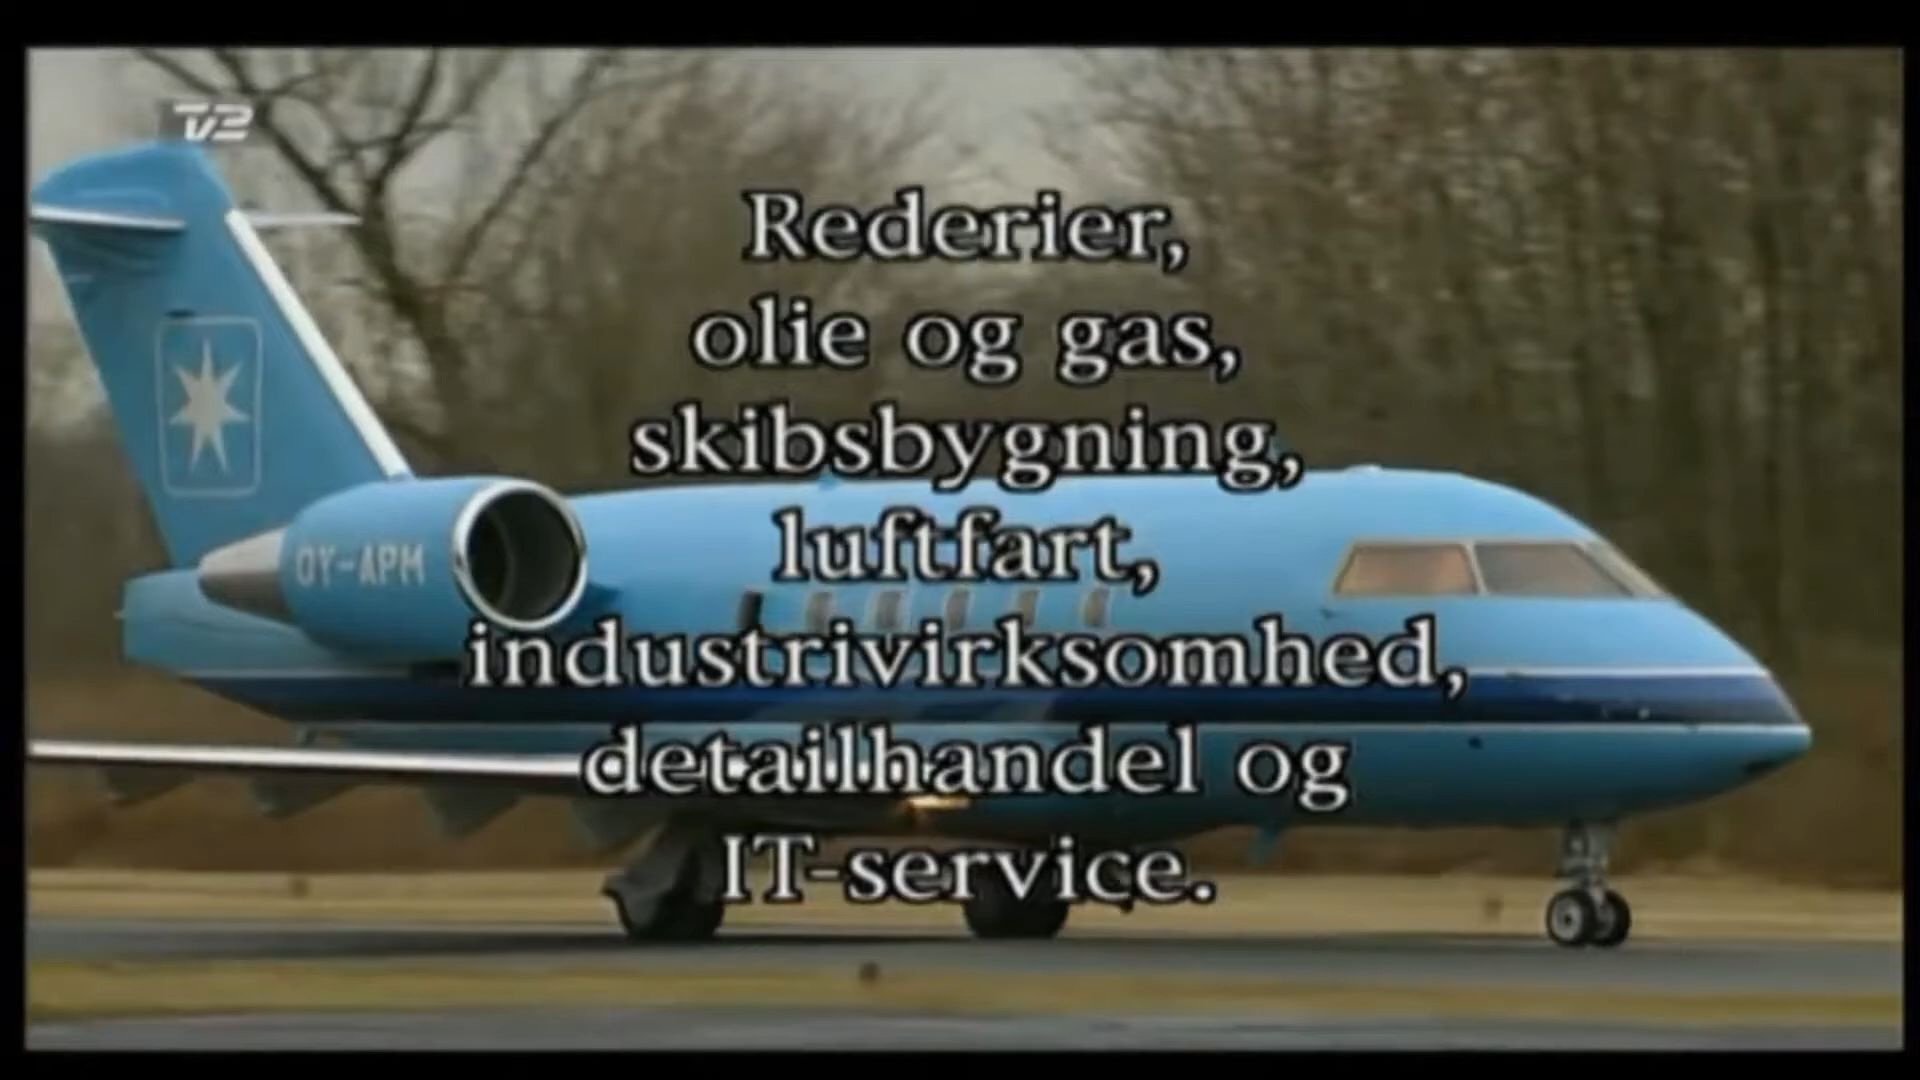 TV2
Rederier,
olie og gas,
skibsbygning,
luftfart,
OY-APM
industrivirksomhed,
detailhandel og
IT-service.